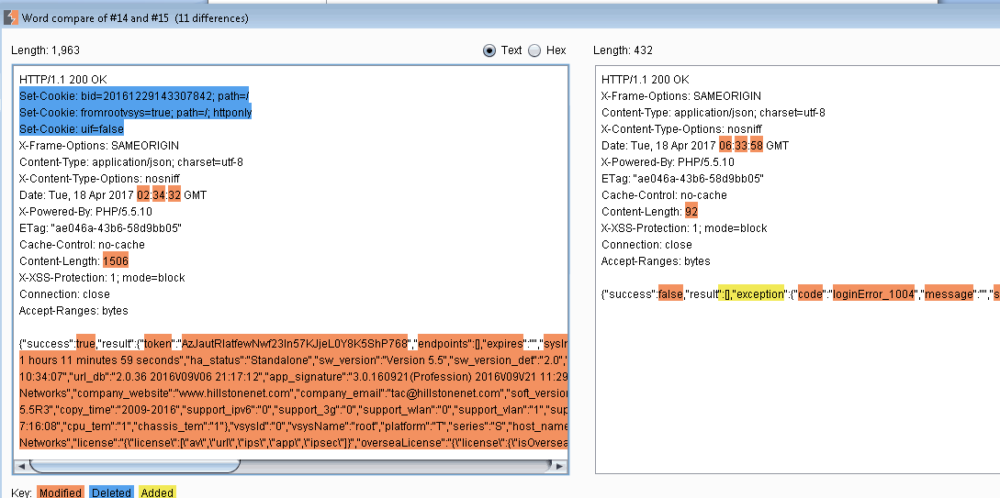 Word compare of #14 and #15 (11 differences)
Length: 1,963
Text
Hex
HTTP/1.1 200 OK
Set-Cookie: bid=20161229143307842; path=/
Set-Cookie: fromrootvsys=true; path=/; httponly
Set-Cookie: uif=false
X-Frame-Options: SAMEORIGIN
Content-Type: application/json; charset=utf-8
X-Content-Type-Options: nosniff
Date: Tue, 18 Apr 2017 02:34:32 GMT
X-Powered-By: PHP/5.5.10
ETag: "ae046a-43b6-58d9bb05"
Cache-Control: no-cache
Content-Length: 1506
X-XSS-Protection: 1; mode=block
Connection: close
Accept-Ranges: bytes
{"success":true,"result":{"token":"AzJautRlatfewNwf23In57KJjeL0Y8K5ShP768","endpoints":[],"expires":"","sysIn
1 hours 11 minutes 59 seconds","ha_status":"Standalone","sw_version":"Version 5.5","sw_version_det":"2.0","
10:34:07","url_db":"2.0.36 2016V09V06 21:17:12","app_signature":"3.0.160921(Profession) 2016V09V21 11:29
Networks","company_website":"www.hillstonenet.com","company_email":"tac@hillstonenet.com","soft_version
5.5R3","copy_time":"2009-2016","support_ipv6":"0","support_3g":"0","support_wlan":"0","support_vlan":"1","sup
7:16:08","cpu_tem":"1","chassis_tem":"1"},"vsysId":"0","vsysName":"root","platform":"T","series":"S","host_name
Networks","license":"{\"license\":[\"av\",\"url\",\"ips\",\"app\",\"ipsec\"]}","overseaLicense":"{\"license\":{\"isOversea
Length: 432
HTTP/1.1 200 OK
X-Frame-Options: SAMEORIGIN
Content-Type: application/json; charset=utf-8
X-Content-Type-Options: nosniff
Date: Tue, 18 Apr 2017 06:33:58 GMT
X-Powered-By: PHP/5.5.10
ETag: "ae046a-43b6-58d9bb05"
Cache-Control: no-cache
Content-Length: 92
X-XSS-Protection: 1; mode=block
Connection: close
Accept-Ranges: bytes
{"success":false,"result":[],"exception":{"code":"loginError_1004","message":"","s
Key: Modified Deleted Added